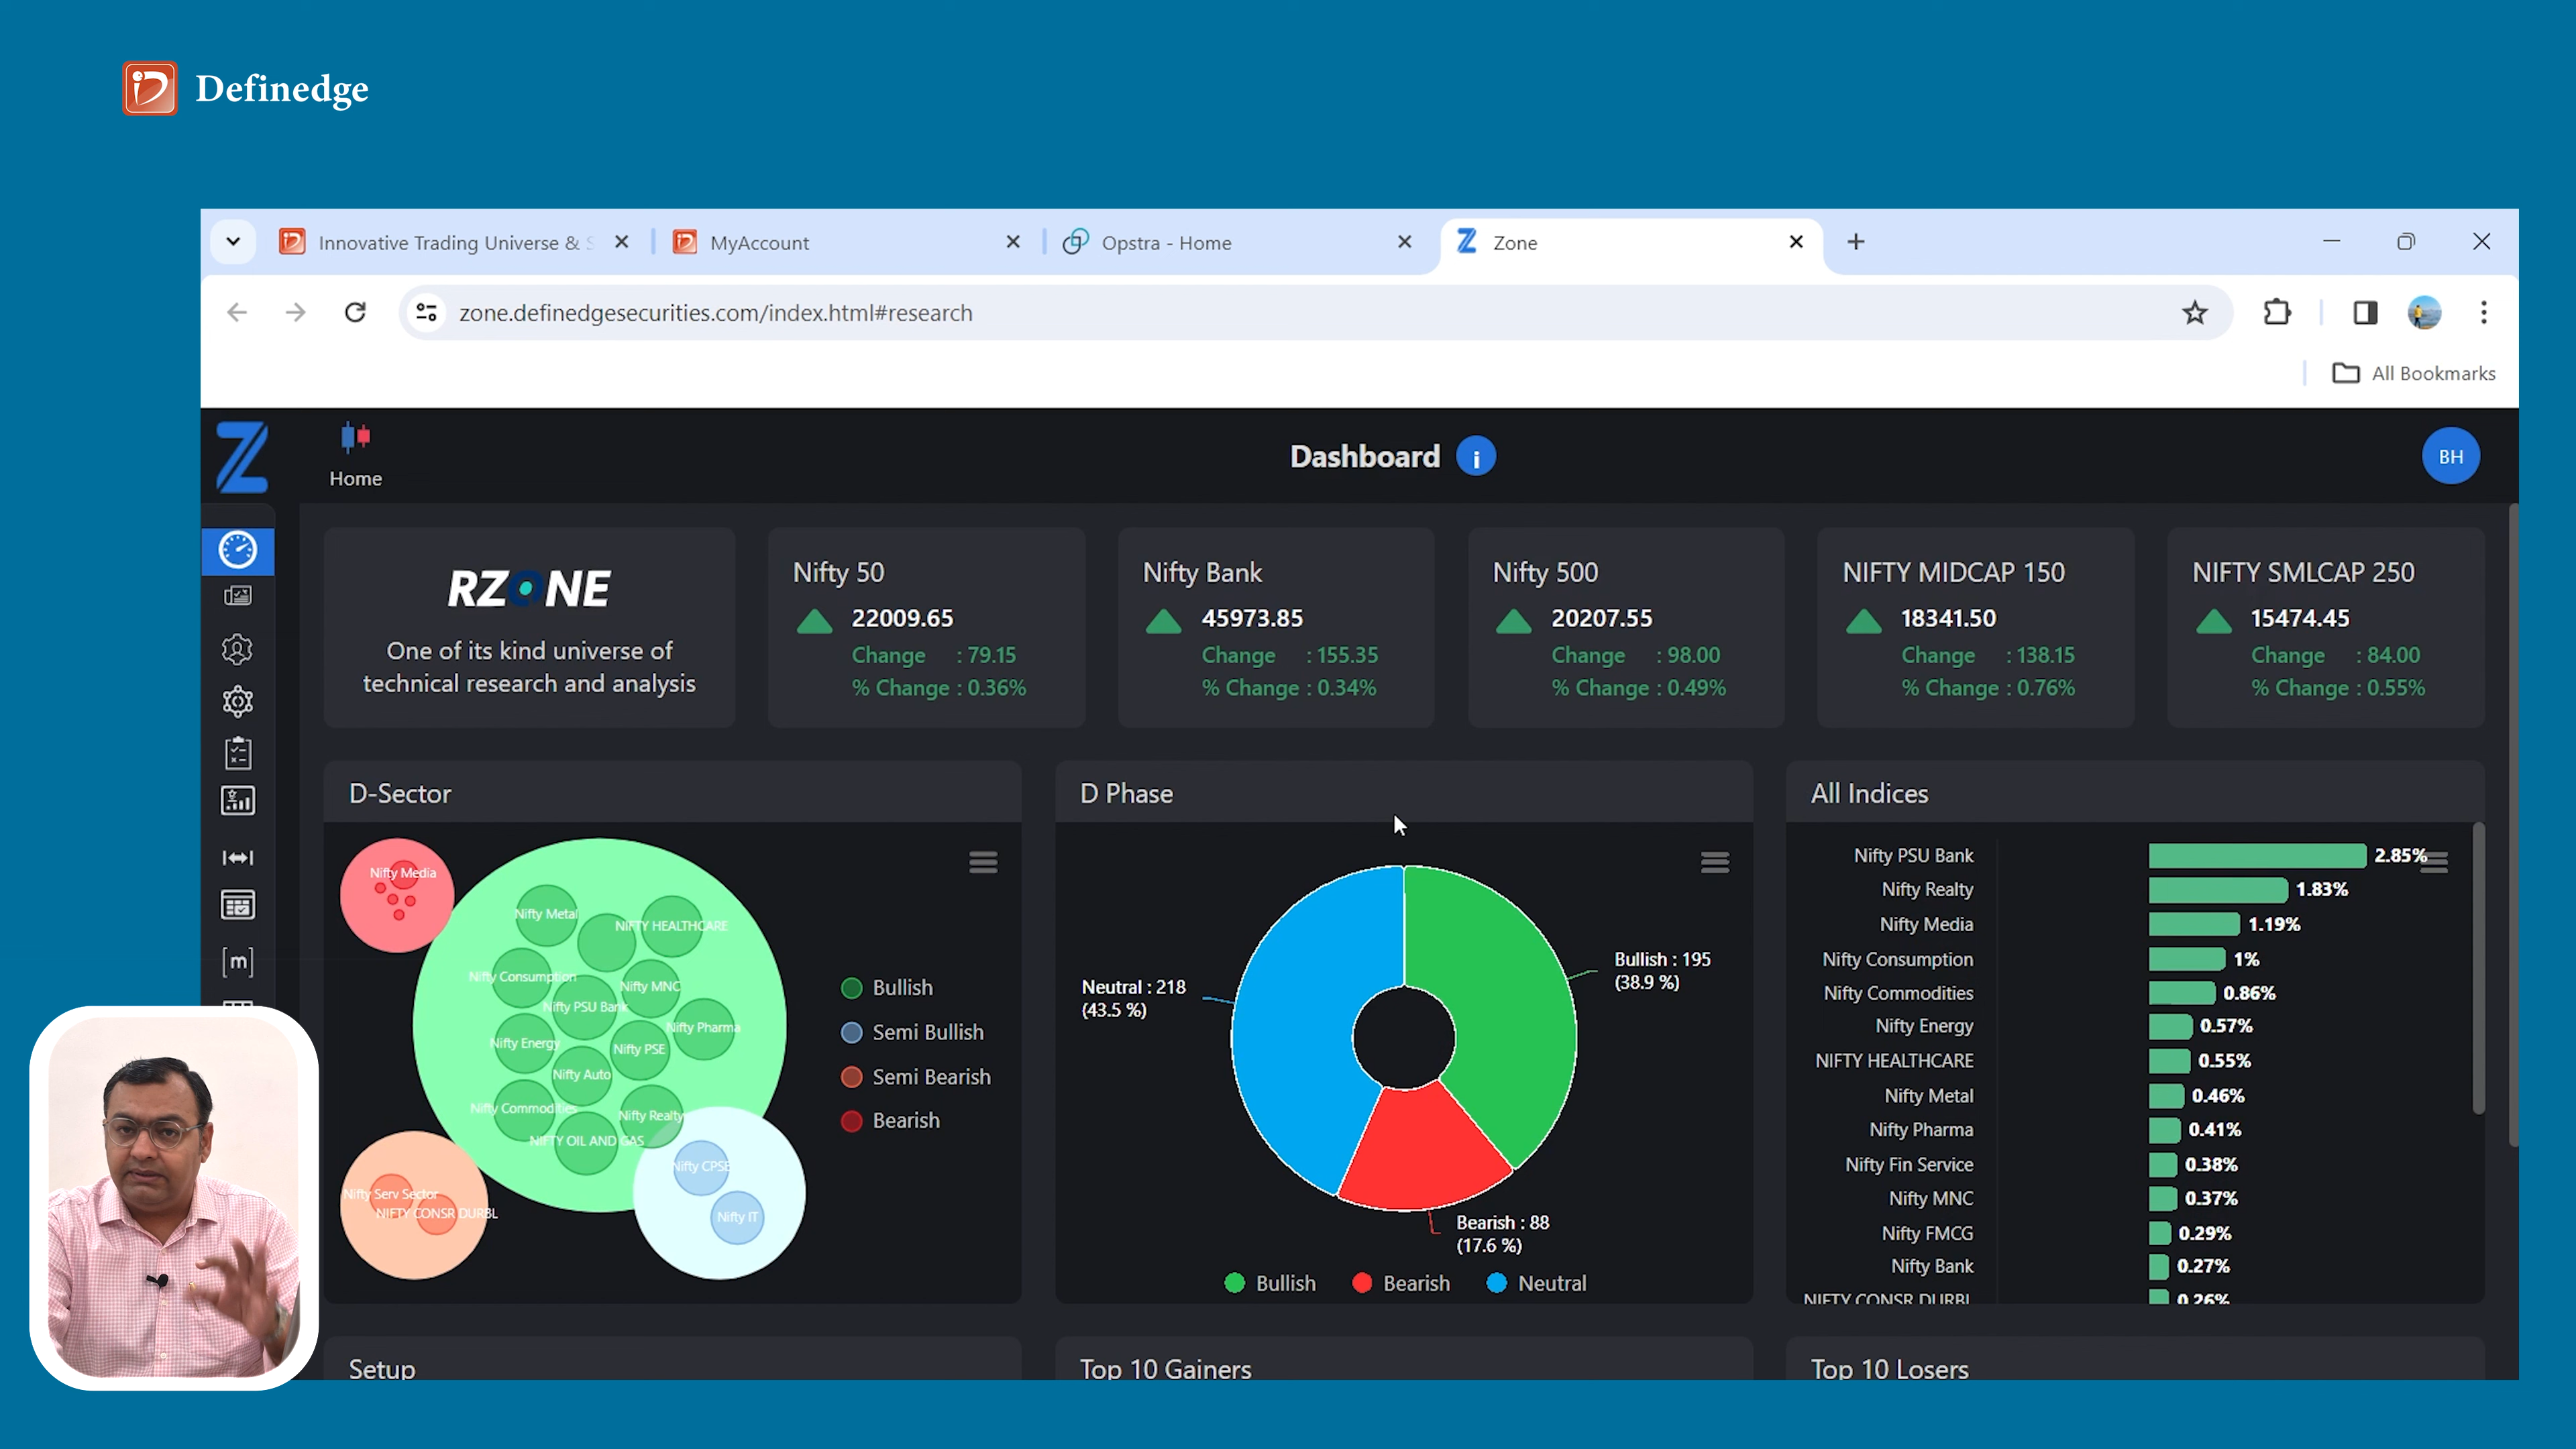 Definedge
Innovative Trading Universe & S
MyAccount
Opstra - Home
Zone
zone.definedgesecurities.com/index.html#research
All Bookmarks
Home
Dashboard
BH
RZONE
One of its kind universe of
technical research and analysis
Nifty 50
22009.65
Change : 79.15
% Change : 0.36%
Nifty Bank
45973.85
Change : 155.35
% Change : 0.34%
Nifty 500
20207.55
Change : 98.00
% Change : 0.49%
NIFTY MIDCAP 150
18341.50
Change : 138.15
% Change : 0.76%
NIFTY SMLCAP 250
15474.45
Change : 84.00
% Change : 0.55%
D-Sector
Nifty Media
Nifty Metal
NIFTY HEALTHCARE
Nifty Consumption
Nifty MNC
Nifty PSU Bank
Nifty Pharma
Nifty Energy
Nifty PSE
Nifty Auto
Nifty Commodities
Nifty Realty
NIFTY OIL AND GAS
Nifty CPSE
Nifty IT
Nifty Serv Sector
NIFTY CONSR DURBL
Bullish
Semi Bullish
Semi Bearish
Bearish
D Phase
Neutral : 218
(43.5 %)
Bullish : 195
(38.9 %)
Bearish : 88
(17.6 %)
Bullish
Bearish
Neutral
All Indices
Nifty PSU Bank 2.85%
Nifty Realty 1.83%
Nifty Media 1.19%
Nifty Consumption 1%
Nifty Commodities 0.86%
Nifty Energy 0.57%
NIFTY HEALTHCARE 0.55%
Nifty Metal 0.46%
Nifty Pharma 0.41%
Nifty Fin Service 0.38%
Nifty MNC 0.37%
Nifty FMCG 0.29%
Nifty Bank 0.27%
NIFTY CONSR DURBL 0.26%
Setup
Top 10 Gainers
Top 10 Losers
[m]